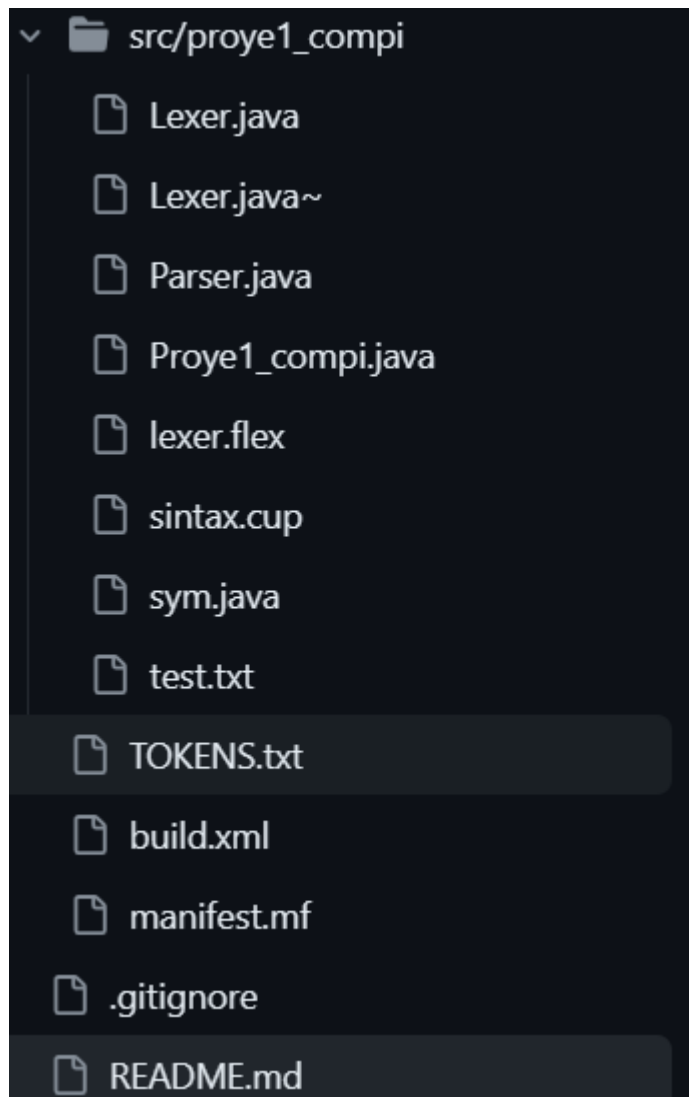 src/proye1_compi
Lexer.java
Lexer.java~
Parser.java
Proye1_compi.java
lexer.flex
sintax.cup
sym.java
test.txt
TOKENS.txt
build.xml
manifest.mf
.gitignore
README.md